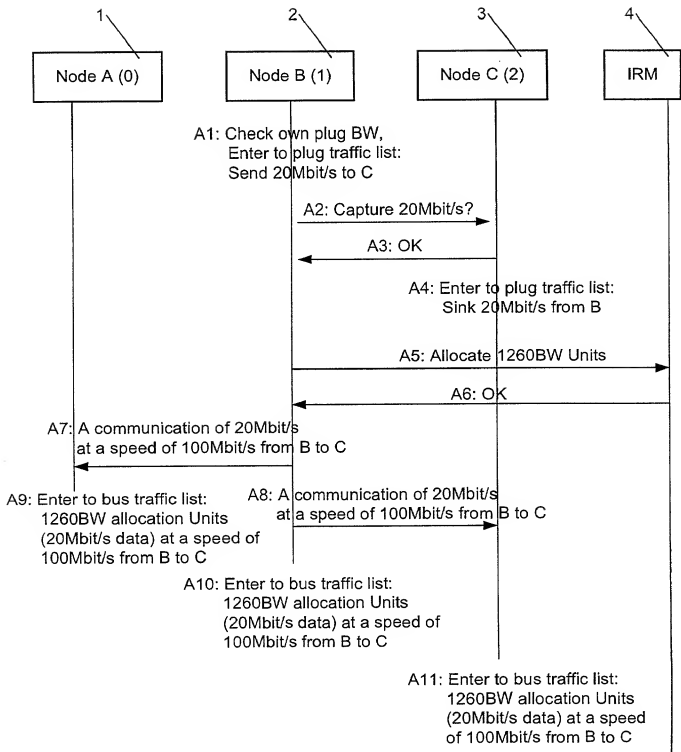 1
2
3
4
Node A (0)
Node B (1)
Node C (2)
IRM
A1: Check own plug BW,
Enter to plug traffic list:
Send 20Mbit/s to C
A2: Capture 20Mbit/s?
A3: OK
A4: Enter to plug traffic list:
Sink 20Mbit/s from B
A5: Allocate 1260BW Units
A6: OK
A7: A communication of 20Mbit/s
at a speed of 100Mbit/s from B to C
A9: Enter to bus traffic list:
1260BW allocation Units
(20Mbit/s data) at a speed of
100Mbit/s from B to C
A8: A communication of 20Mbit/s
at a speed of 100Mbit/s from B to C
A10: Enter to bus traffic list:
1260BW allocation Units
(20Mbit/s data) at a speed of
100Mbit/s from B to C
A11: Enter to bus traffic list:
1260BW allocation Units
(20Mbit/s data) at a speed
of 100Mbit/s from B to C